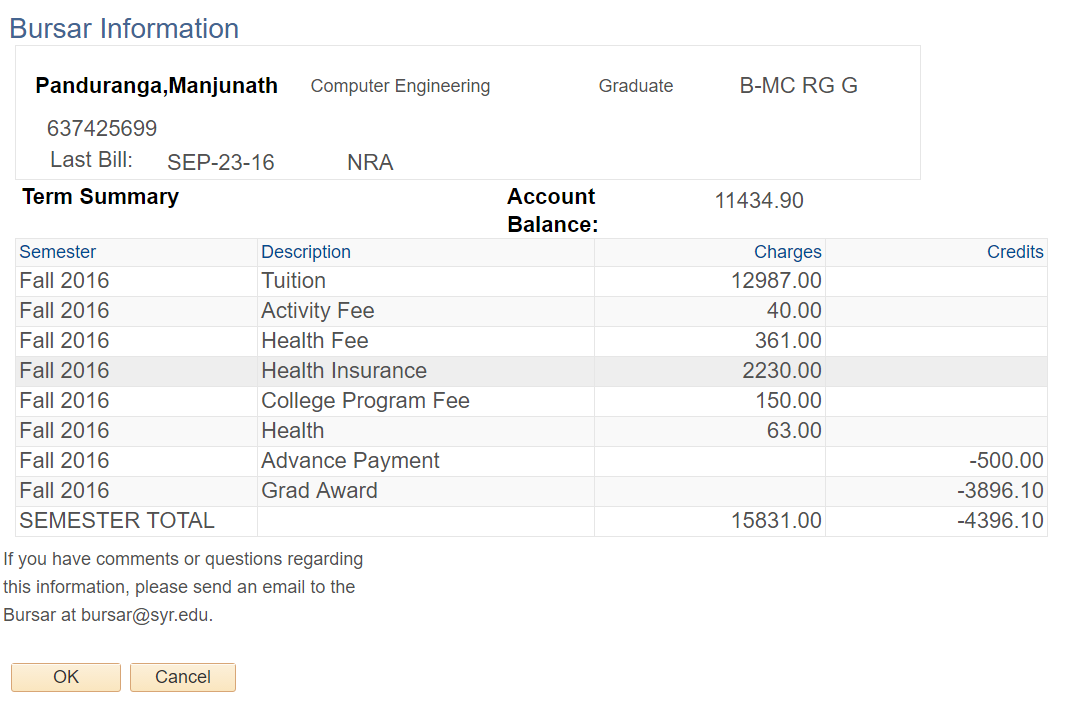 Bursar Information
Panduranga,Manjunath Computer Engineering Graduate B-MC RG G
637425699
Last Bill: SEP-23-16 NRA
Term Summary Account Balance: 11434.90
Semester Description Charges Credits
Fall 2016 Tuition 12987.00
Fall 2016 Activity Fee 40.00
Fall 2016 Health Fee 361.00
Fall 2016 Health Insurance 2230.00
Fall 2016 College Program Fee 150.00
Fall 2016 Health 63.00
Fall 2016 Advance Payment -500.00
Fall 2016 Grad Award -3896.10
SEMESTER TOTAL 15831.00 -4396.10
If you have comments or questions regarding
this information, please send an email to the
Bursar at bursar@syr.edu.
OK Cancel